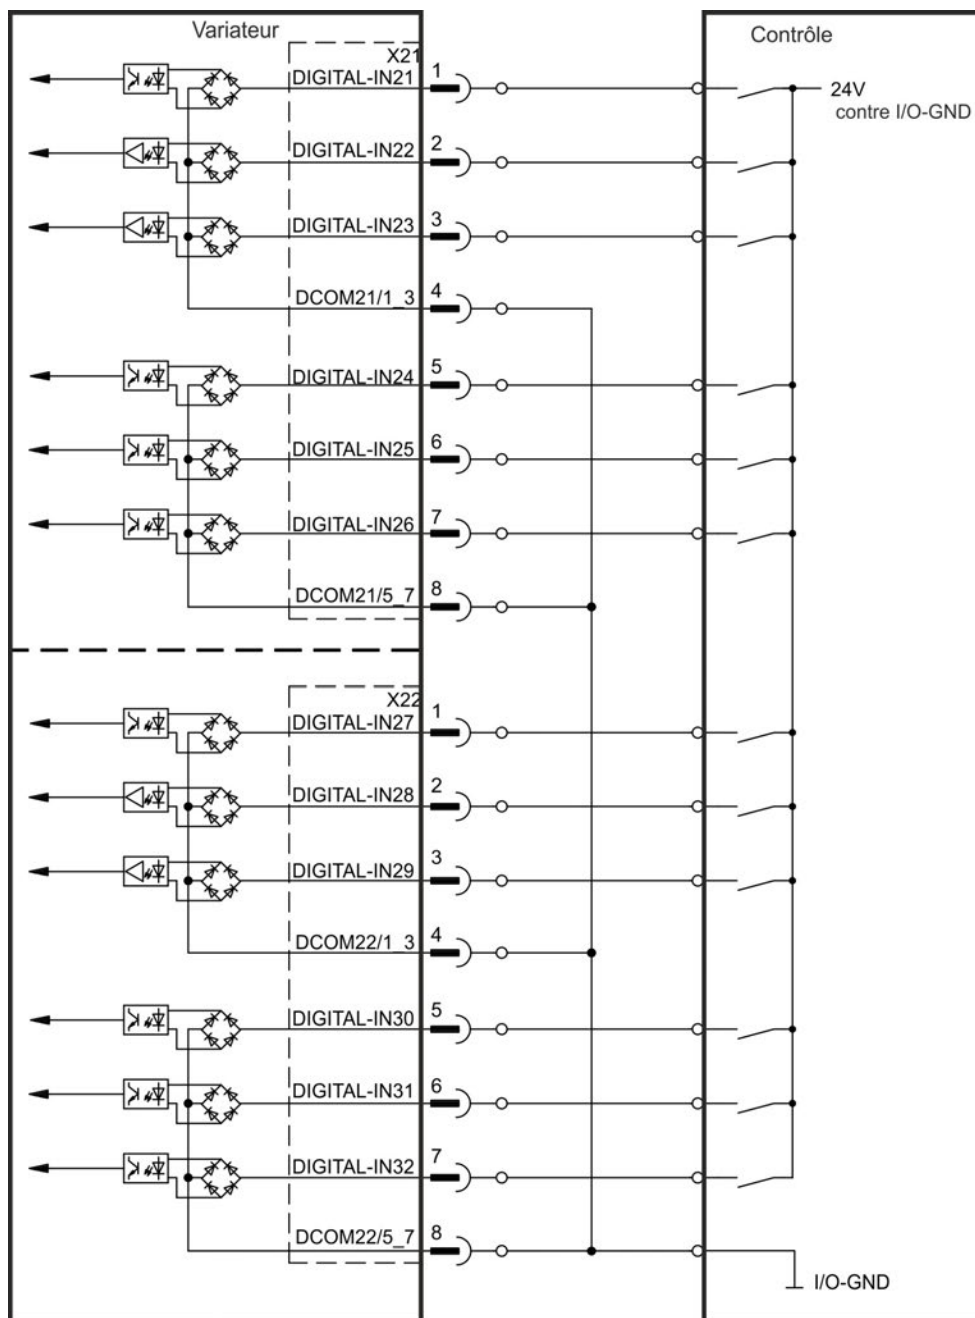 Variateur
Contrôle
X21
DIGITAL-IN21 1
24V
contre I/O-GND
DIGITAL-IN22 2
DIGITAL-IN23 3
DCOM21/1_3 4
DIGITAL-IN24 5
DIGITAL-IN25 6
DIGITAL-IN26 7
DCOM21/5_7 8
X22
DIGITAL-IN27 1
DIGITAL-IN28 2
DIGITAL-IN29 3
DCOM22/1_3 4
DIGITAL-IN30 5
DIGITAL-IN31 6
DIGITAL-IN32 7
DCOM22/5_7 8
I/O-GND